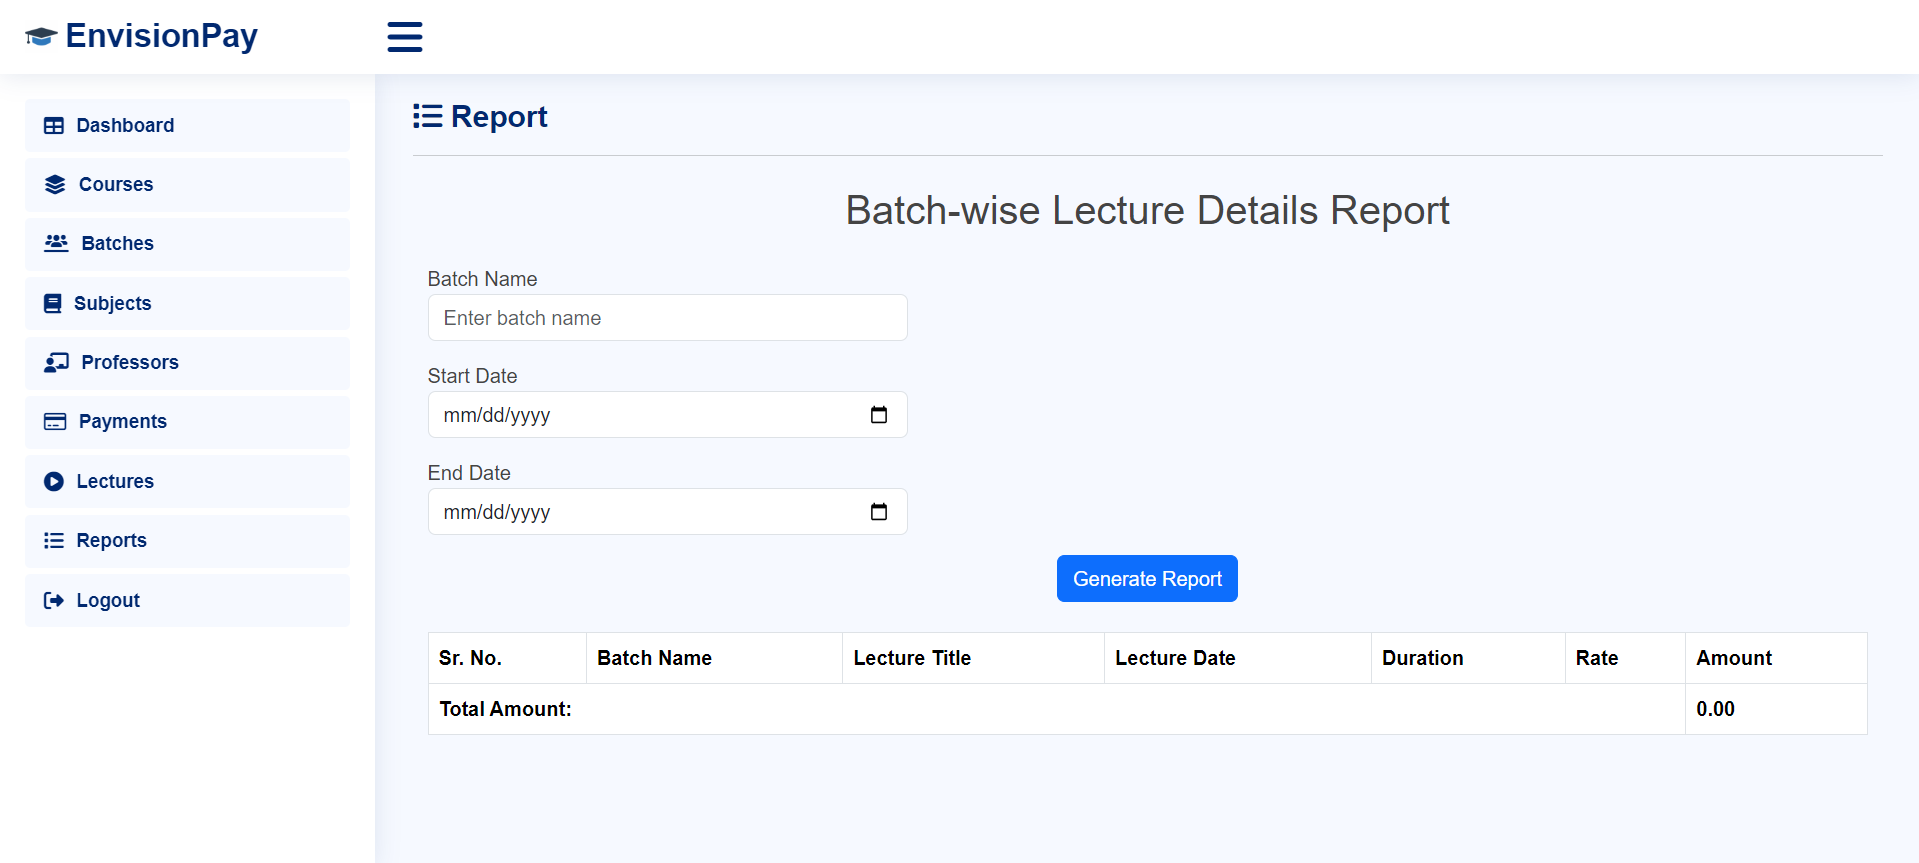 EnvisionPay
Dashboard
Courses
Batches
Subjects
Professors
Payments
Lectures
Reports
Logout
Report
Batch-wise Lecture Details Report
Batch Name
Enter batch name
Start Date
mm/dd/yyyy
End Date
mm/dd/yyyy
Generate Report
Sr. No. Batch Name Lecture Title Lecture Date Duration Rate Amount
Total Amount: 0.00